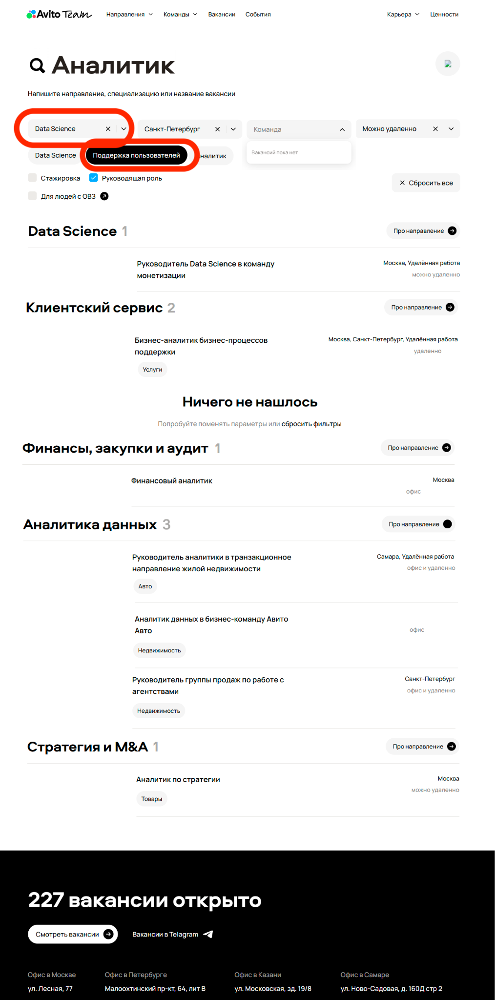 Avito Team
Направления
Команды
Вакансии
События
Карьера
Ценности
Аналитик
Напишите направление, специализацию или название вакансии
Data Science
Санкт-Петербург
Команда
Можно удаленно
Вакансий пока нет
Data Science
Поддержка пользователей
налитик
Стажировка
Руководящая роль
Сбросить все
Для людей с ОВЗ
Data Science 1
Про направление
Руководитель Data Science в команду
монетизации
Москва, Удалённая работа
можно удаленно
Клиентский сервис 2
Про направление
Бизнес-аналитик бизнес-процессов
поддержки
Москва, Санкт-Петербург, Удалённая работа
удаленно
Услуги
Ничего не нашлось
Попробуйте поменять параметры или сбросить фильтры
Финансы, закупки и аудит 1
Про направление
Финансовый аналитик
Москва
офис
Аналитика данных 3
Про направление
Руководитель аналитики в транзакционное
направление жилой недвижимости
Самара, Удалённая работа
офис и удаленно
Авто
Аналитик данных в бизнес-команду Авито
Авто
офис
Недвижимость
Руководитель группы продаж по работе с
агентствами
Санкт-Петербург
офис и удаленно
Недвижимость
Стратегия и M&A 1
Про направление
Аналитик по стратегии
Москва
можно удаленно
Товары
227 вакансии открыто
Смотреть вакансии
Вакансии в Telagram
Офис в Москве
ул. Лесная, 77
Офис в Петербурге
Малоохтинский пр-кт, 64, лит В
Офис в Казани
ул. Московская, зд. 19/8
Офис в Самаре
ул. Ново-Садовая, д. 160Д стр 2